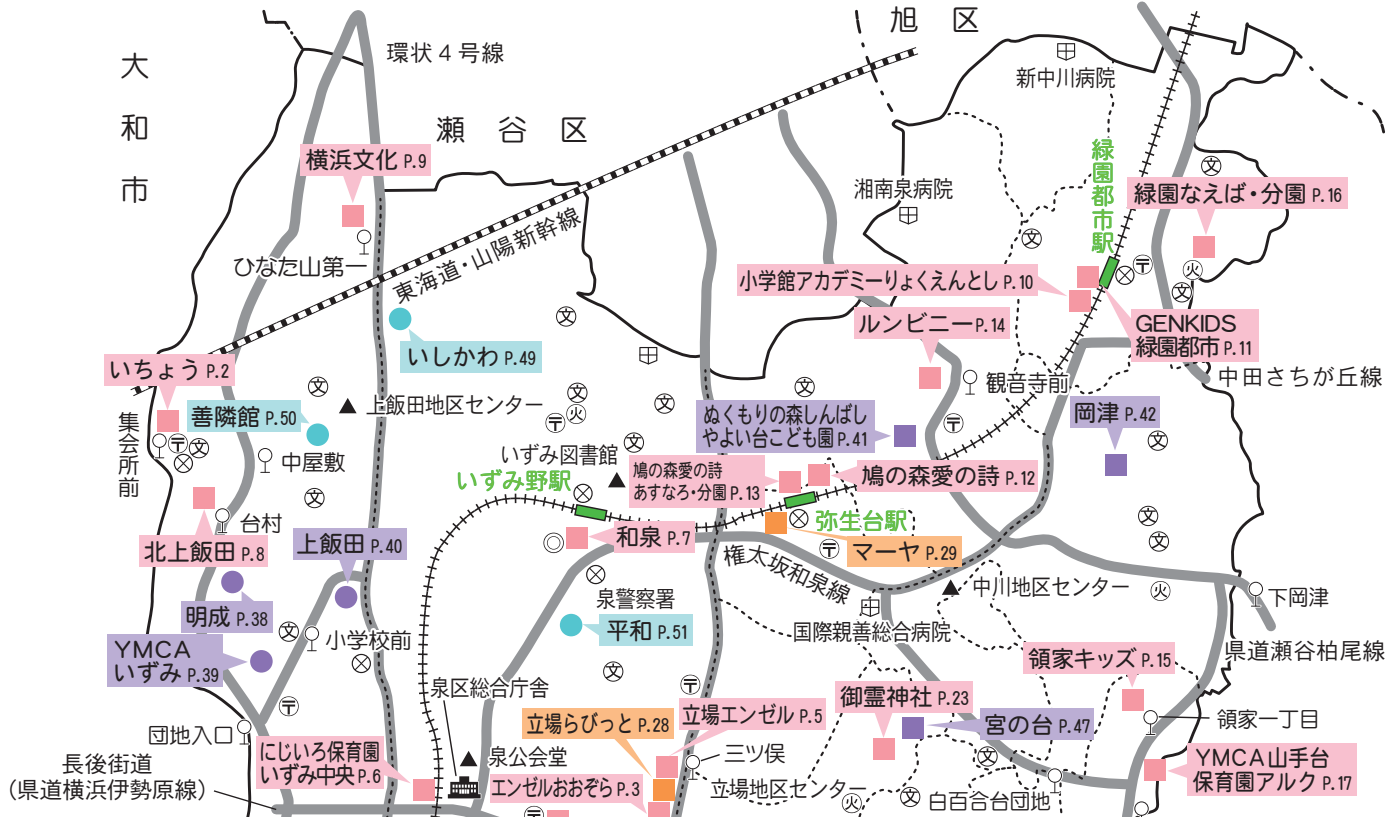 旭区
大和市
環状4号線
瀬谷区
新中川病院
横浜文化 P.9
緑園都市駅
湘南泉病院
緑園なえば・分園 P.16
ひなた山第一
東海道・山陽新幹線
小学館アカデミーりょくえんとし P.10
ルンビニー P.14
GENKIDS
緑園都市 P.11
いしかわ P.49
いちょう P.2
観音寺前
中田さちが丘線
善隣館 P.50
上飯田地区センター
ぬくもりの森しんばし
やよい台こども園 P.41
岡津 P.42
集会所前
中屋敷
いずみ図書館
いずみ野駅
鳩の森愛の詩
あすなろ・分園 P.13
鳩の森愛の詩 P.12
台村
弥生台駅
北上飯田 P.8
上飯田 P.40
和泉 P.7
マーヤ P.29
権太坂和泉線
中川地区センター
下岡津
明成 P.38
泉警察署
平和 P.51
国際親善総合病院
小学校前
YMCA
いずみ P.39
県道瀬谷柏尾線
領家キッズ P.15
泉区総合庁舎
御霊神社 P.23
宮の台 P.47
立場らびっと P.28
立場エンゼル P.5
領家一丁目
団地入口
にじいろ保育園
いずみ中央 P.6
泉公会堂
三ツ俣
長後街道
(県道横浜伊勢原線)
エンゼルおおぞら P.3
立場地区センター
白百合台団地
YMCA山手台
保育園アルク P.17